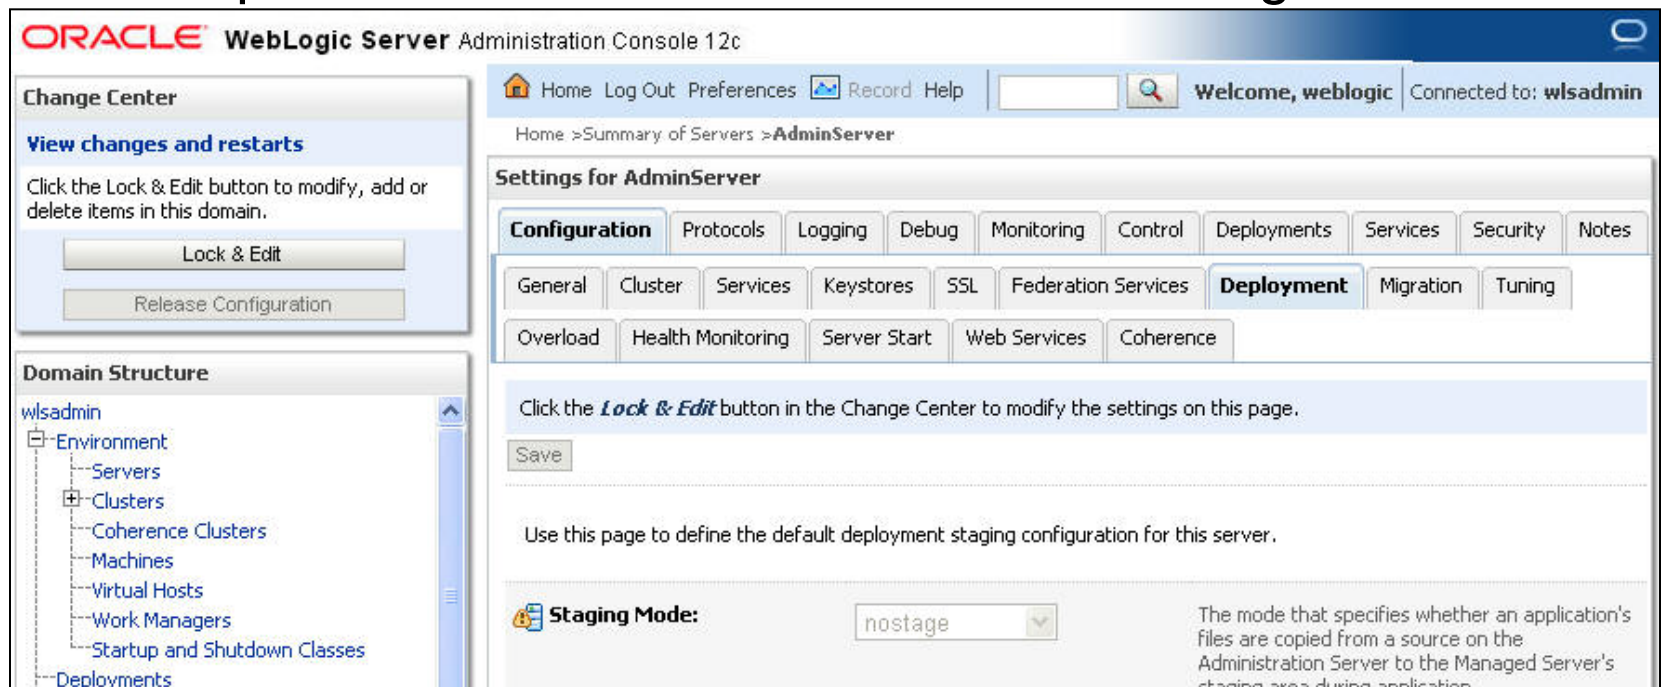 ORACLE WebLogic Server Administration Console 12c
Change Center
View changes and restarts
Click the Lock & Edit button to modify, add or
delete items in this domain.
Lock & Edit
Release Configuration
Domain Structure
wlsadmin
Environment
Servers
Clusters
Coherence Clusters
Machines
Virtual Hosts
Work Managers
Startup and Shutdown Classes
Deployments
Home Log Out Preferences Record Help Welcome, weblogic Connected to: wlsadmin
Home >Summary of Servers >AdminServer
Settings for AdminServer
Configuration Protocols Logging Debug Monitoring Control Deployments Services Security Notes
General Cluster Services Keystores SSL Federation Services Deployment Migration Tuning
Overload Health Monitoring Server Start Web Services Coherence
Click the Lock & Edit button in the Change Center to modify the settings on this page.
Save
Use this page to define the default deployment staging configuration for this server.
Staging Mode: nostage
The mode that specifies whether an application's
files are copied from a source on the
Administration Server to the Managed Server's
staging area during application